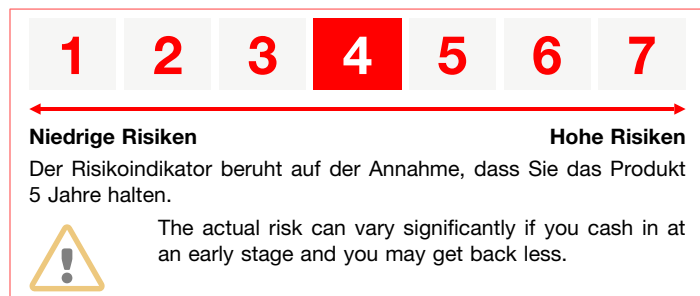 1 2 3 4 5 6 7
Niedrige Risiken Hohe Risiken
Der Risikoindikator beruht auf der Annahme, dass Sie das Produkt
5 Jahre halten.
The actual risk can vary significantly if you cash in at
an early stage and you may get back less.